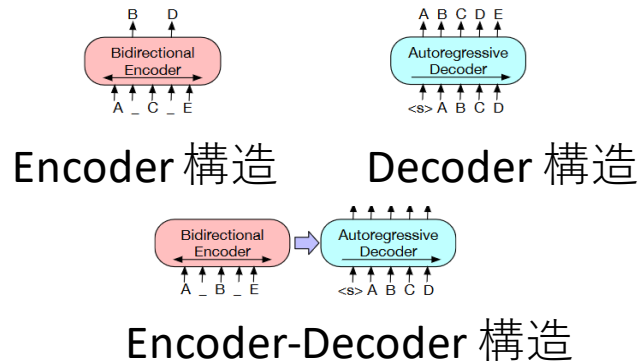 B D
Bidirectional
Encoder
A _ C _ E
Encoder 構造
A B C D E
Autoregressive
Decoder
<s> A B C D
Decoder 構造
Bidirectional
Encoder
A _ B _ E
Autoregressive
Decoder
<s> A B C D
Encoder-Decoder 構造